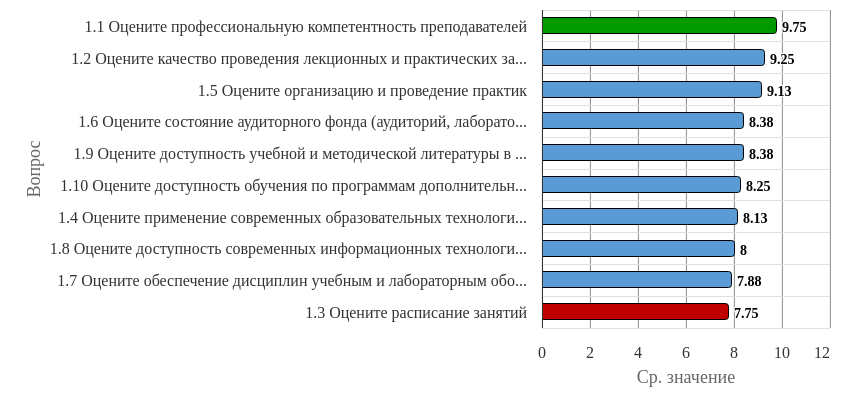 1.1 Оцените профессиональную компетентность преподавателей 9.75
1.2 Оцените качество проведения лекционных и практических за... 9.25
1.5 Оцените организацию и проведение практик 9.13
1.6 Оцените состояние аудиторного фонда (аудиторий, лаборато... 8.38
1.9 Оцените доступность учебной и методической литературы в ... 8.38
1.10 Оцените доступность обучения по программам дополнительн... 8.25
1.4 Оцените применение современных образовательных технологи... 8.13
1.8 Оцените доступность современных информационных технологи... 8
1.7 Оцените обеспечение дисциплин учебным и лабораторным обо... 7.88
1.3 Оцените расписание занятий 7.75
Вопрос
0 2 4 6 8 10 12
Ср. значение